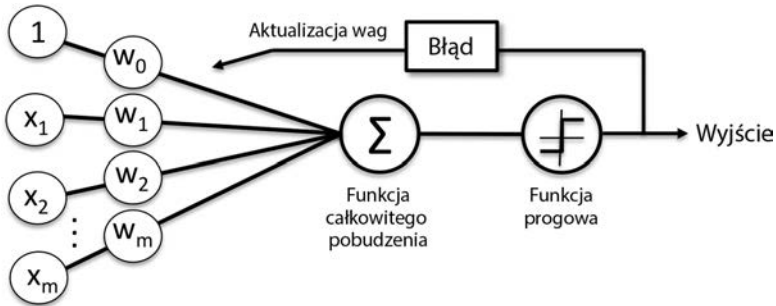 1
w0
Aktualizacja wag
Błąd
x1
w1
Σ
Wyjście
x2
w2
⋮
xm
wm
Funkcja
całkowitego
pobudzenia
Funkcja
progowa